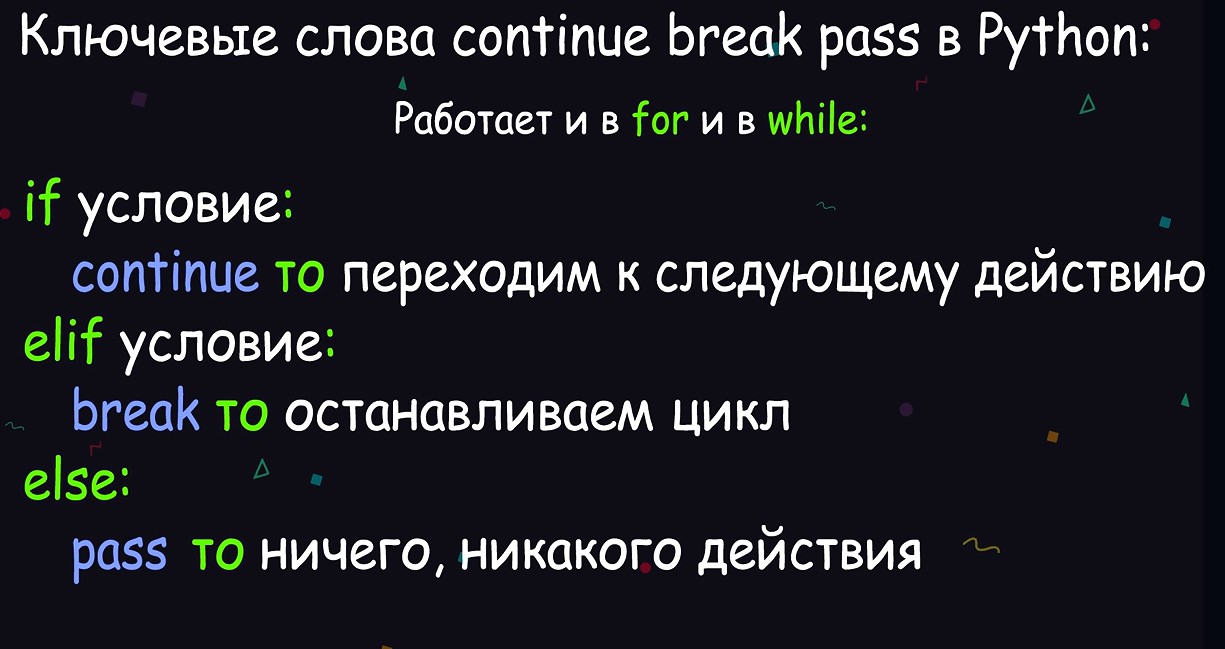 Ключевые слова continue break pass в Python:
Работает и в for и в while:
if условие:
continue то переходим к следующему действию
elif условие:
break то останавливаем цикл
else:
pass то ничего, никакого действия